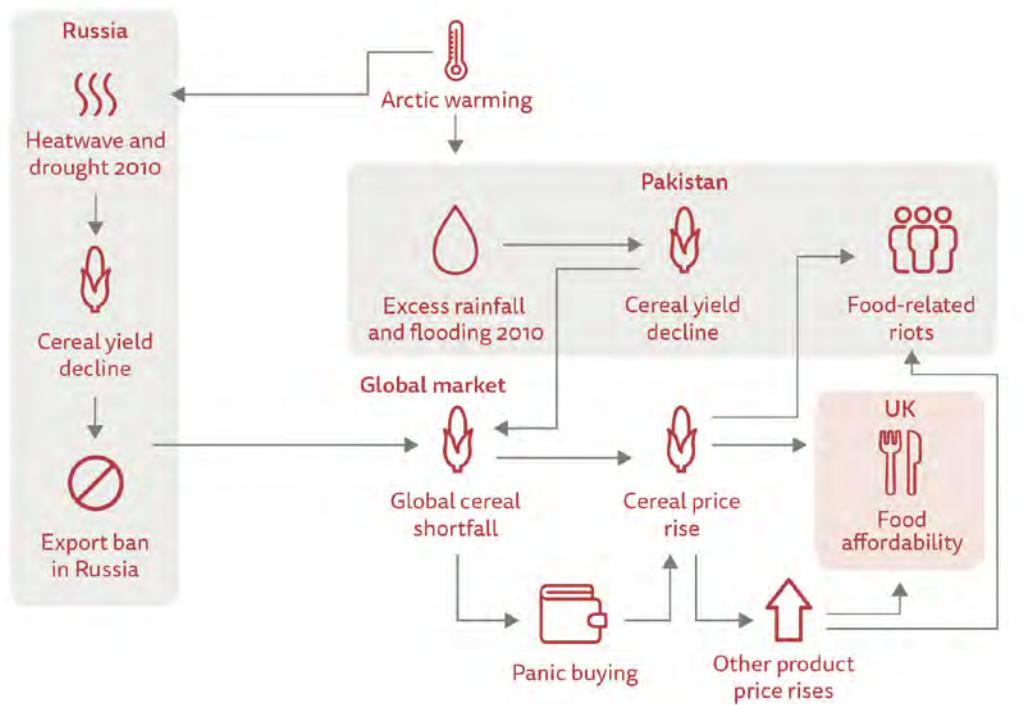 Russia
Heatwave and
drought 2010
Cereal yield
decline
Export ban
in Russia
Arctic warming
Pakistan
Excess rainfall
and flooding 2010
Cereal yield
decline
Food-related
riots
Global market
Global cereal
shortfall
Cereal price
rise
UK
Food
affordability
Panic buying
Other product
price rises